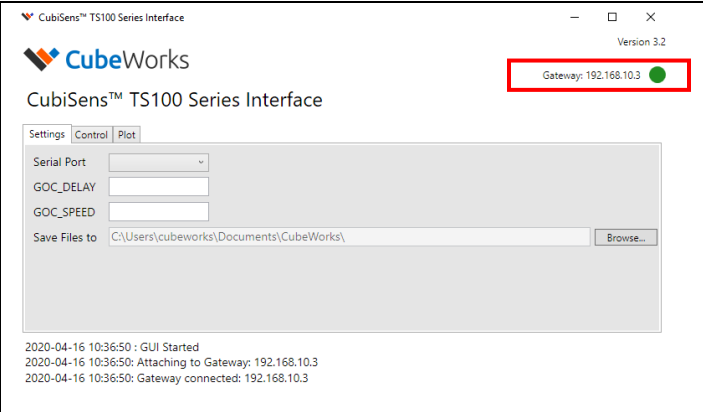 CubiSens™ TS100 Series Interface
Version 3.2
CubeWorks
Gateway: 192.168.10.3
CubiSens™ TS100 Series Interface
Settings Control Plot
Serial Port
GOC_DELAY
GOC_SPEED
Save Files to C:\Users\cubeworks\Documents\CubeWorks\ Browse...
2020-04-16 10:36:50 : GUI Started
2020-04-16 10:36:50: Attaching to Gateway: 192.168.10.3
2020-04-16 10:36:50: Gateway connected: 192.168.10.3